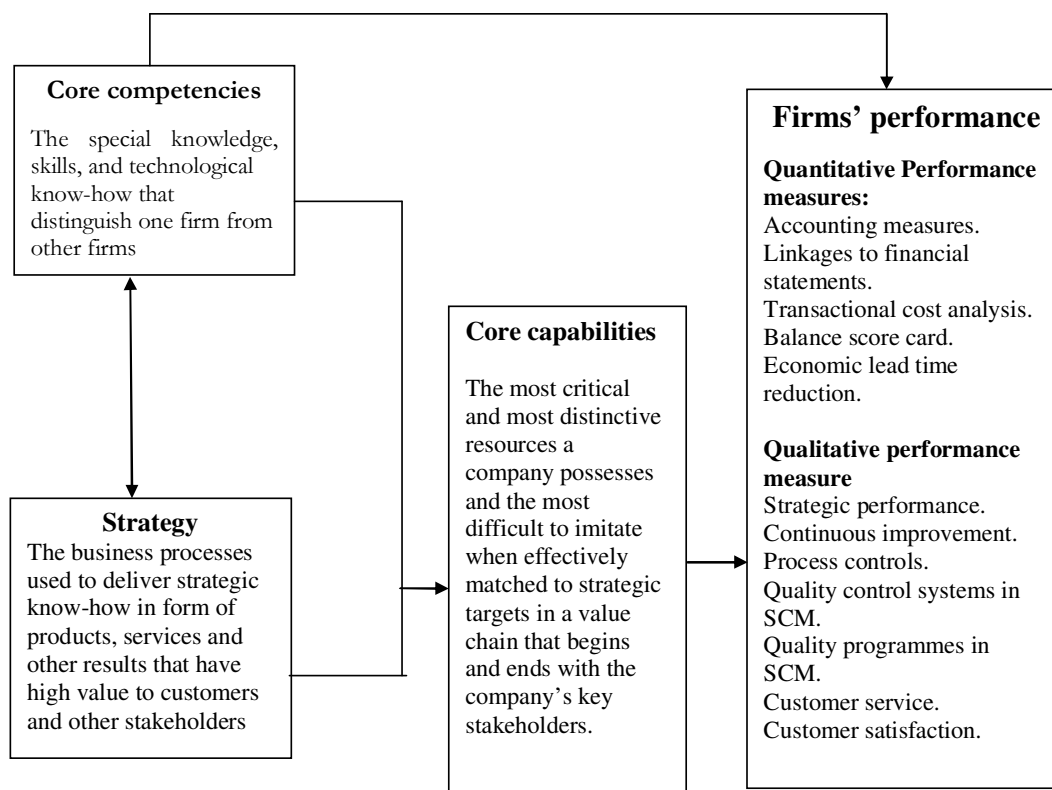 Core competencies
The special knowledge,
skills, and technological
know-how that
distinguish one firm from
other firms
Strategy
The business processes
used to deliver strategic
know-how in form of
products, services and
other results that have
high value to customers
and other stakeholders
Core capabilities
The most critical
and most distinctive
resources a
company possesses
and the most
difficult to imitate
when effectively
matched to strategic
targets in a value
chain that begins
and ends with the
company’s key
stakeholders.
Firms’ performance
Quantitative Performance
measures:
Accounting measures.
Linkages to financial
statements.
Transactional cost analysis.
Balance score card.
Economic lead time
reduction.
Qualitative performance
measure
Strategic performance.
Continuous improvement.
Process controls.
Quality control systems in
SCM.
Quality programmes in
SCM.
Customer service.
Customer satisfaction.